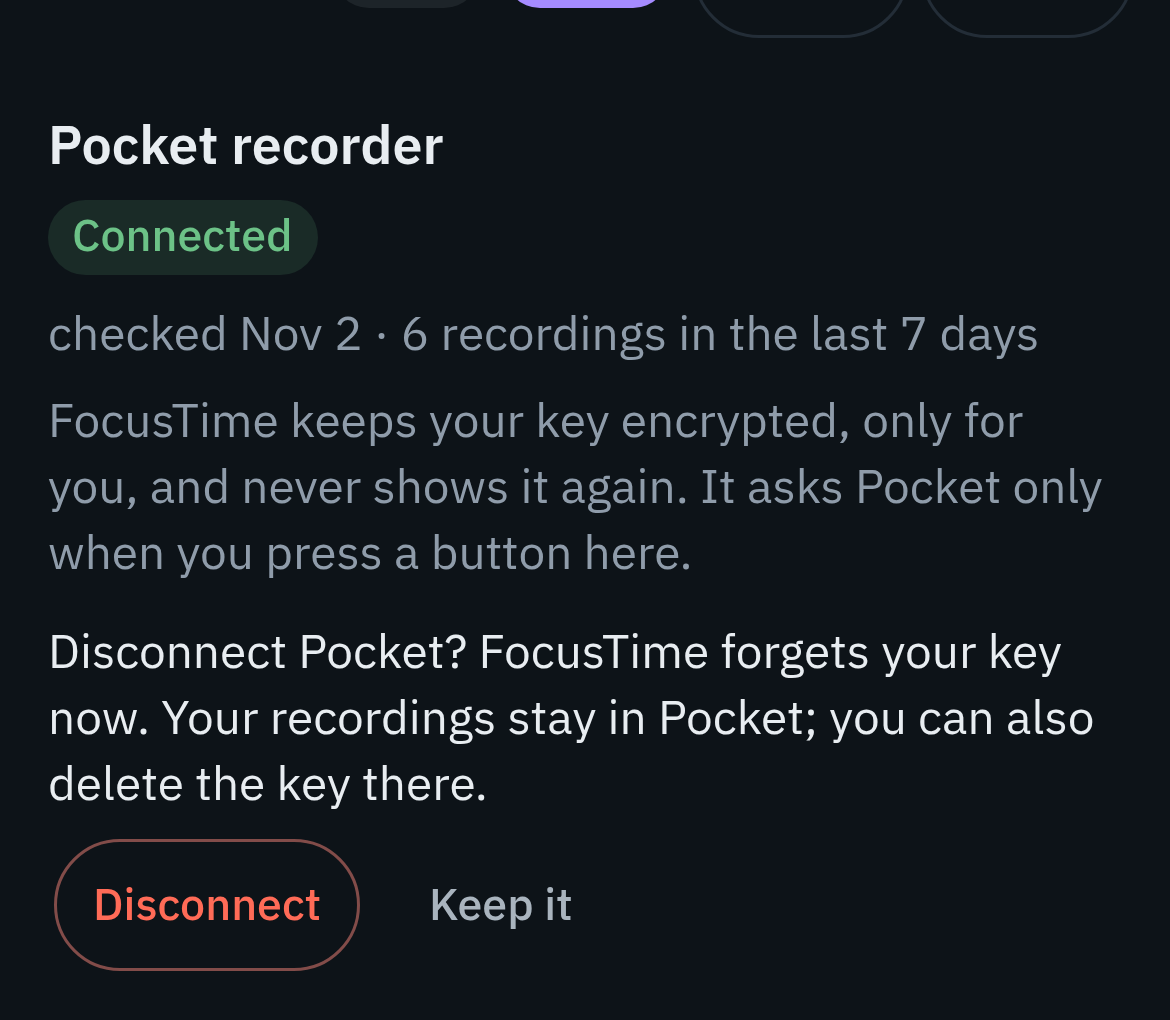 Pocket recorder
Connected
checked Nov 2 · 6 recordings in the last 7 days
FocusTime keeps your key encrypted, only for
you, and never shows it again. It asks Pocket only
when you press a button here.
Disconnect Pocket? FocusTime forgets your key
now. Your recordings stay in Pocket; you can also
delete the key there.
Disconnect
Keep it